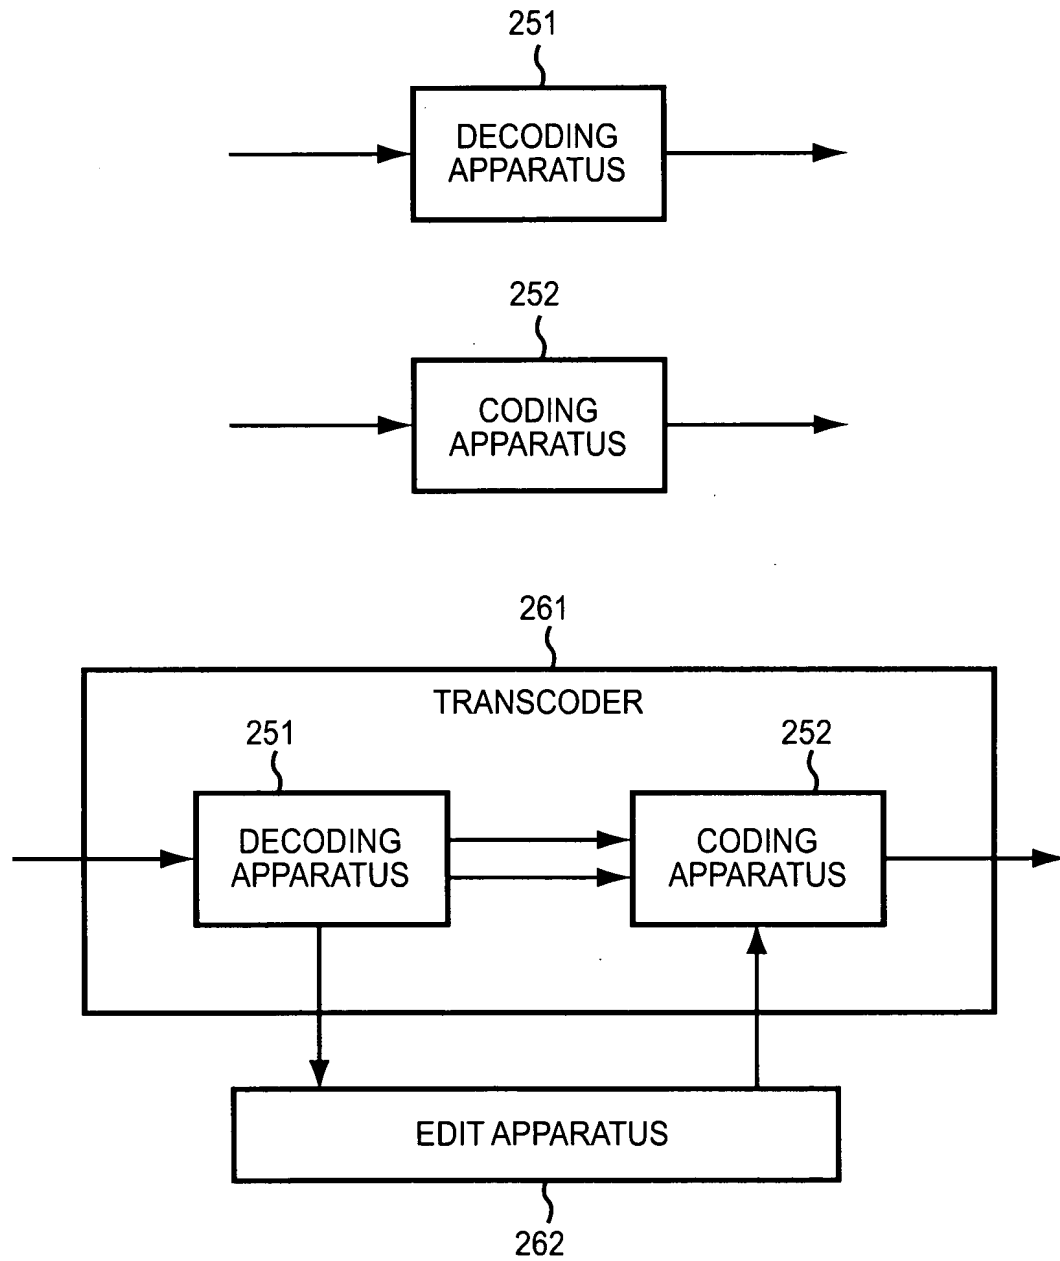 251
DECODING
APPARATUS
252
CODING
APPARATUS
261
TRANSCODER
251
252
DECODING
APPARATUS
CODING
APPARATUS
EDIT APPARATUS
262